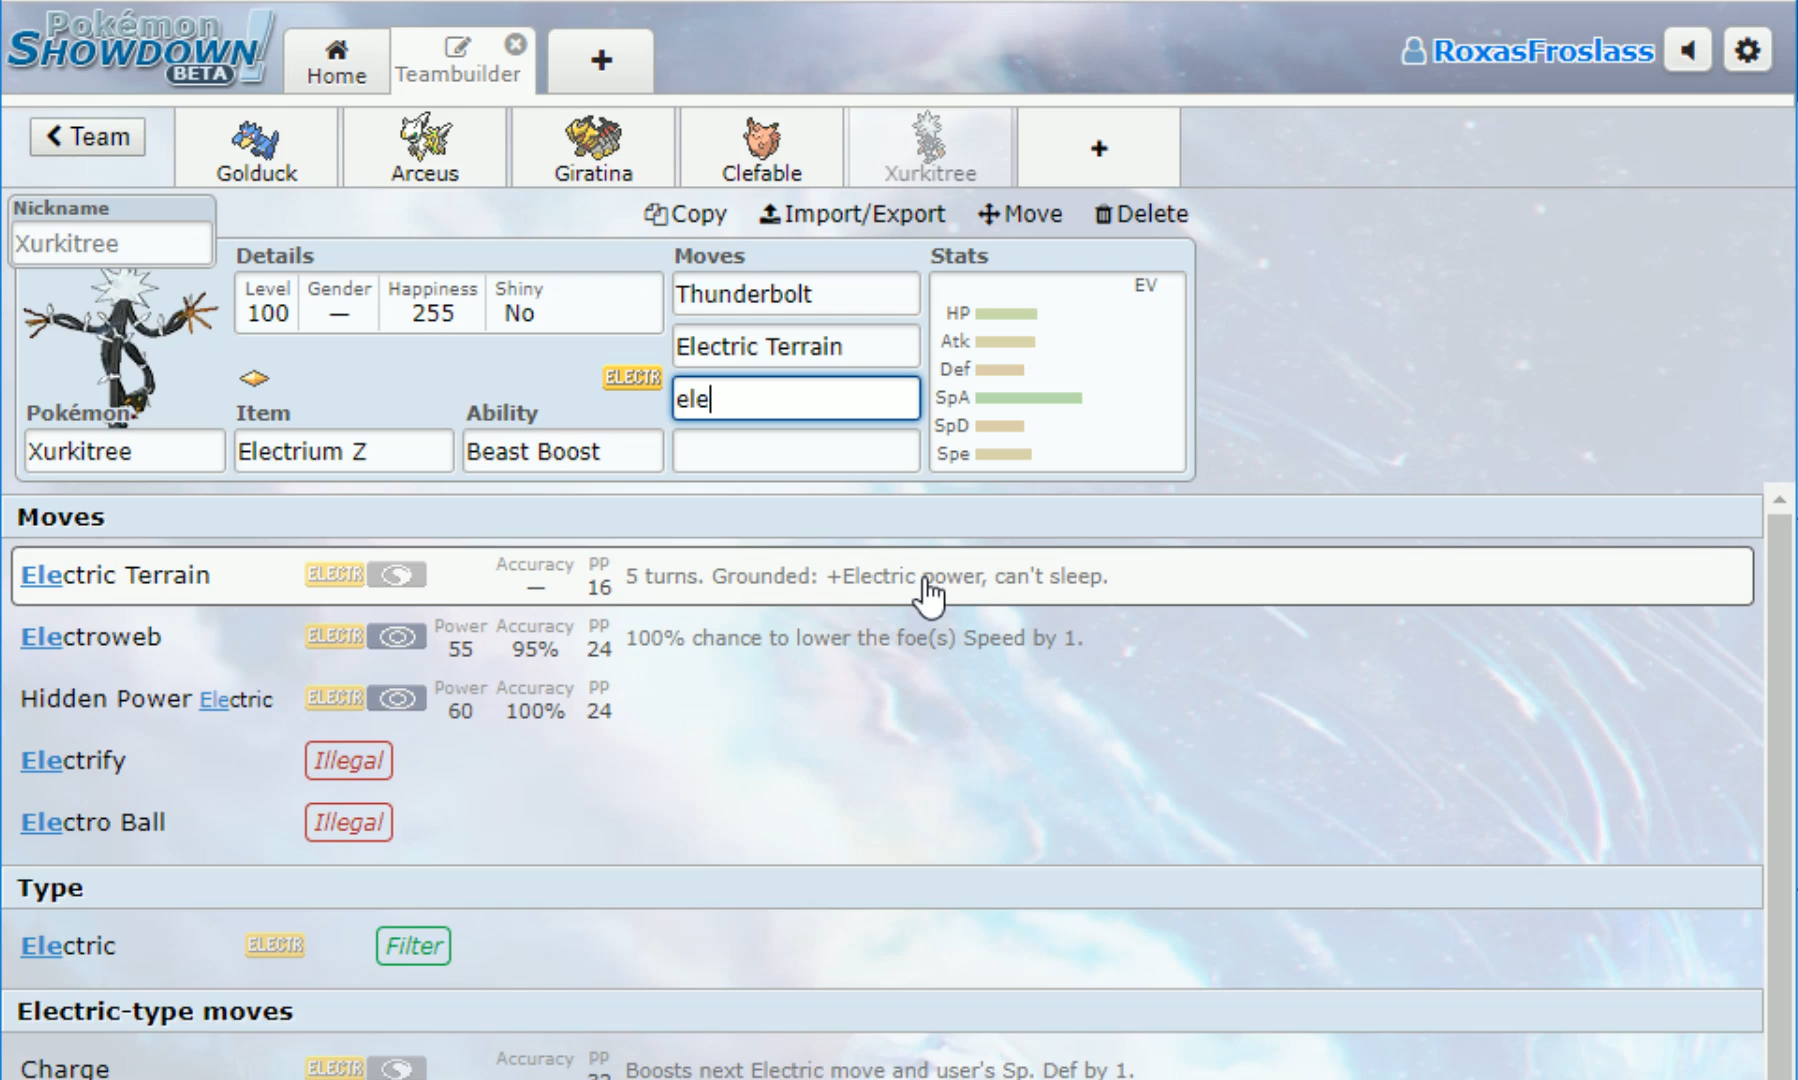 Pokémon
SHOWDOWN!
BETA
Home
Teambuilder
+
RoxasFroslass
Team
Golduck
Arceus
Giratina
Clefable
Xurkitree
+
Nickname
Xurkitree
Copy
Import/Export
Move
Delete
Details
Level Gender Happiness Shiny
100 — 255 No
ELECTR
Pokémon
Xurkitree
Item
Electrium Z
Ability
Beast Boost
Moves
Thunderbolt
Electric Terrain
ele
Stats
EV
HP
Atk
Def
SpA
SpD
Spe
Moves
Electric Terrain ELECTR Accuracy — PP 16 5 turns. Grounded: +Electric power, can't sleep.
Electroweb ELECTR Power 55 Accuracy 95% PP 24 100% chance to lower the foe(s) Speed by 1.
Hidden Power Electric ELECTR Power 60 Accuracy 100% PP 24
Electrify Illegal
Electro Ball Illegal
Type
Electric ELECTR Filter
Electric-type moves
Charge ELECTR Accuracy PP Boosts next Electric move and user's Sp. Def by 1.